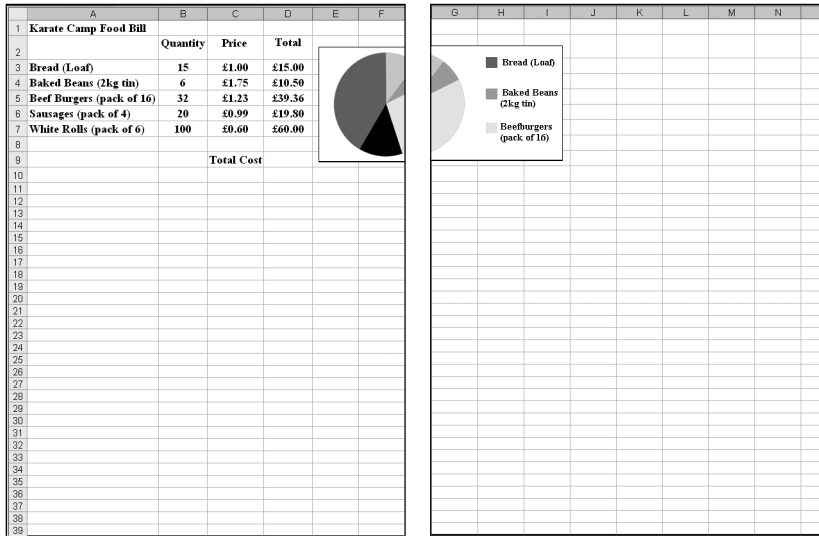 A B C D E F
1 Karate Camp Food Bill
2 Quantity Price Total
3 Bread (Loaf) 15 £1.00 £15.00
4 Baked Beans (2kg tin) 6 £1.75 £10.50
5 Beef Burgers (pack of 16) 32 £1.23 £39.36
6 Sausages (pack of 4) 20 £0.99 £19.80
7 White Rolls (pack of 6) 100 £0.60 £60.00
8
9 Total Cost
10
11
12
13
14
15
16
17
18
19
20
21
22
23
24
25
26
27
28
29
30
31
32
33
34
35
36
37
38
39
G H I J K L M N
Bread (Loaf)
Baked Beans
(2kg tin)
Beefburgers
(pack of 16)